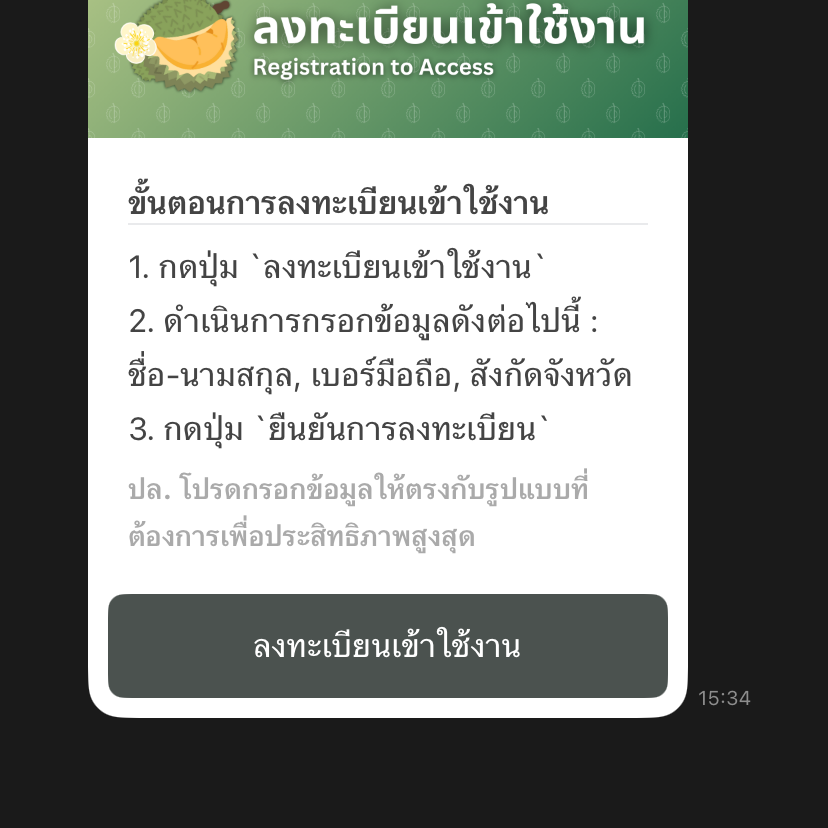 ลงทะเบียนเข้าใช้งาน
Registration to Access
ขั้นตอนการลงทะเบียนเข้าใช้งาน
1. กดปุ่ม `ลงทะเบียนเข้าใช้งาน`
2. ดำเนินการกรอกข้อมูลดังต่อไปนี้ :
ชื่อ-นามสกุล, เบอร์มือถือ, สังกัดจังหวัด
3. กดปุ่ม `ยืนยันการลงทะเบียน`
ปล. โปรดกรอกข้อมูลให้ตรงกับรูปแบบที่
ต้องการเพื่อประสิทธิภาพสูงสุด
ลงทะเบียนเข้าใช้งาน
15:34